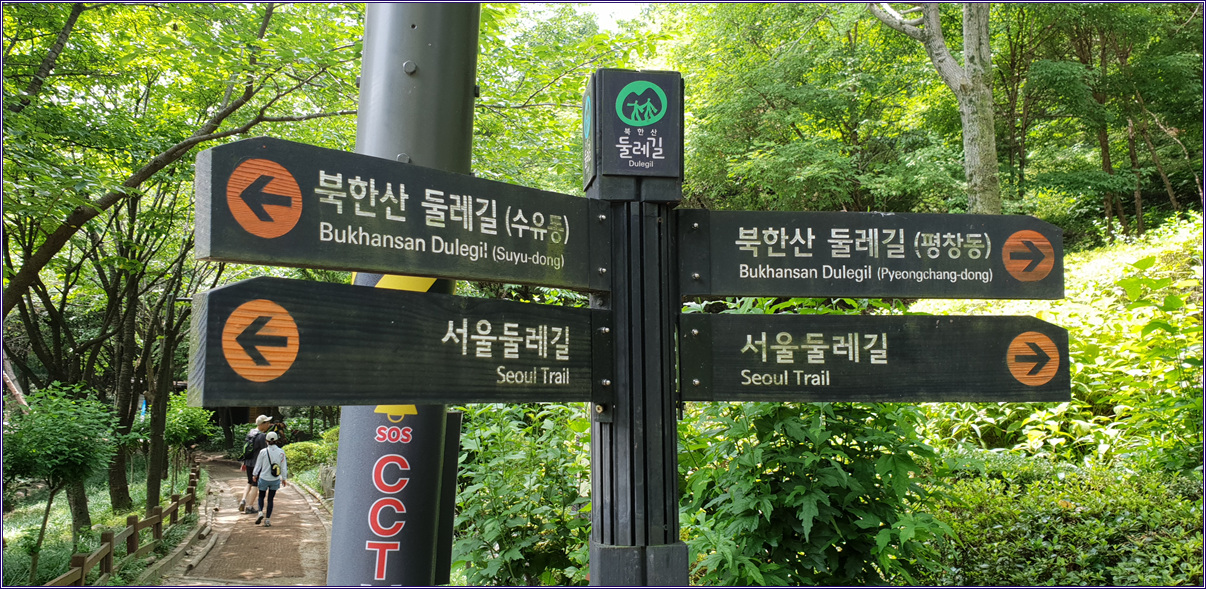 북한산
둘레길
Dulegil
북한산 둘레길 (수유동)
Bukhansan Dulegil (Suyu-dong)
북한산 둘레길 (평창동)
Bukhansan Dulegil (Pyeongchang-dong)
서울둘레길
Seoul Trail
서울둘레길
Seoul Trail
SOS
CCT